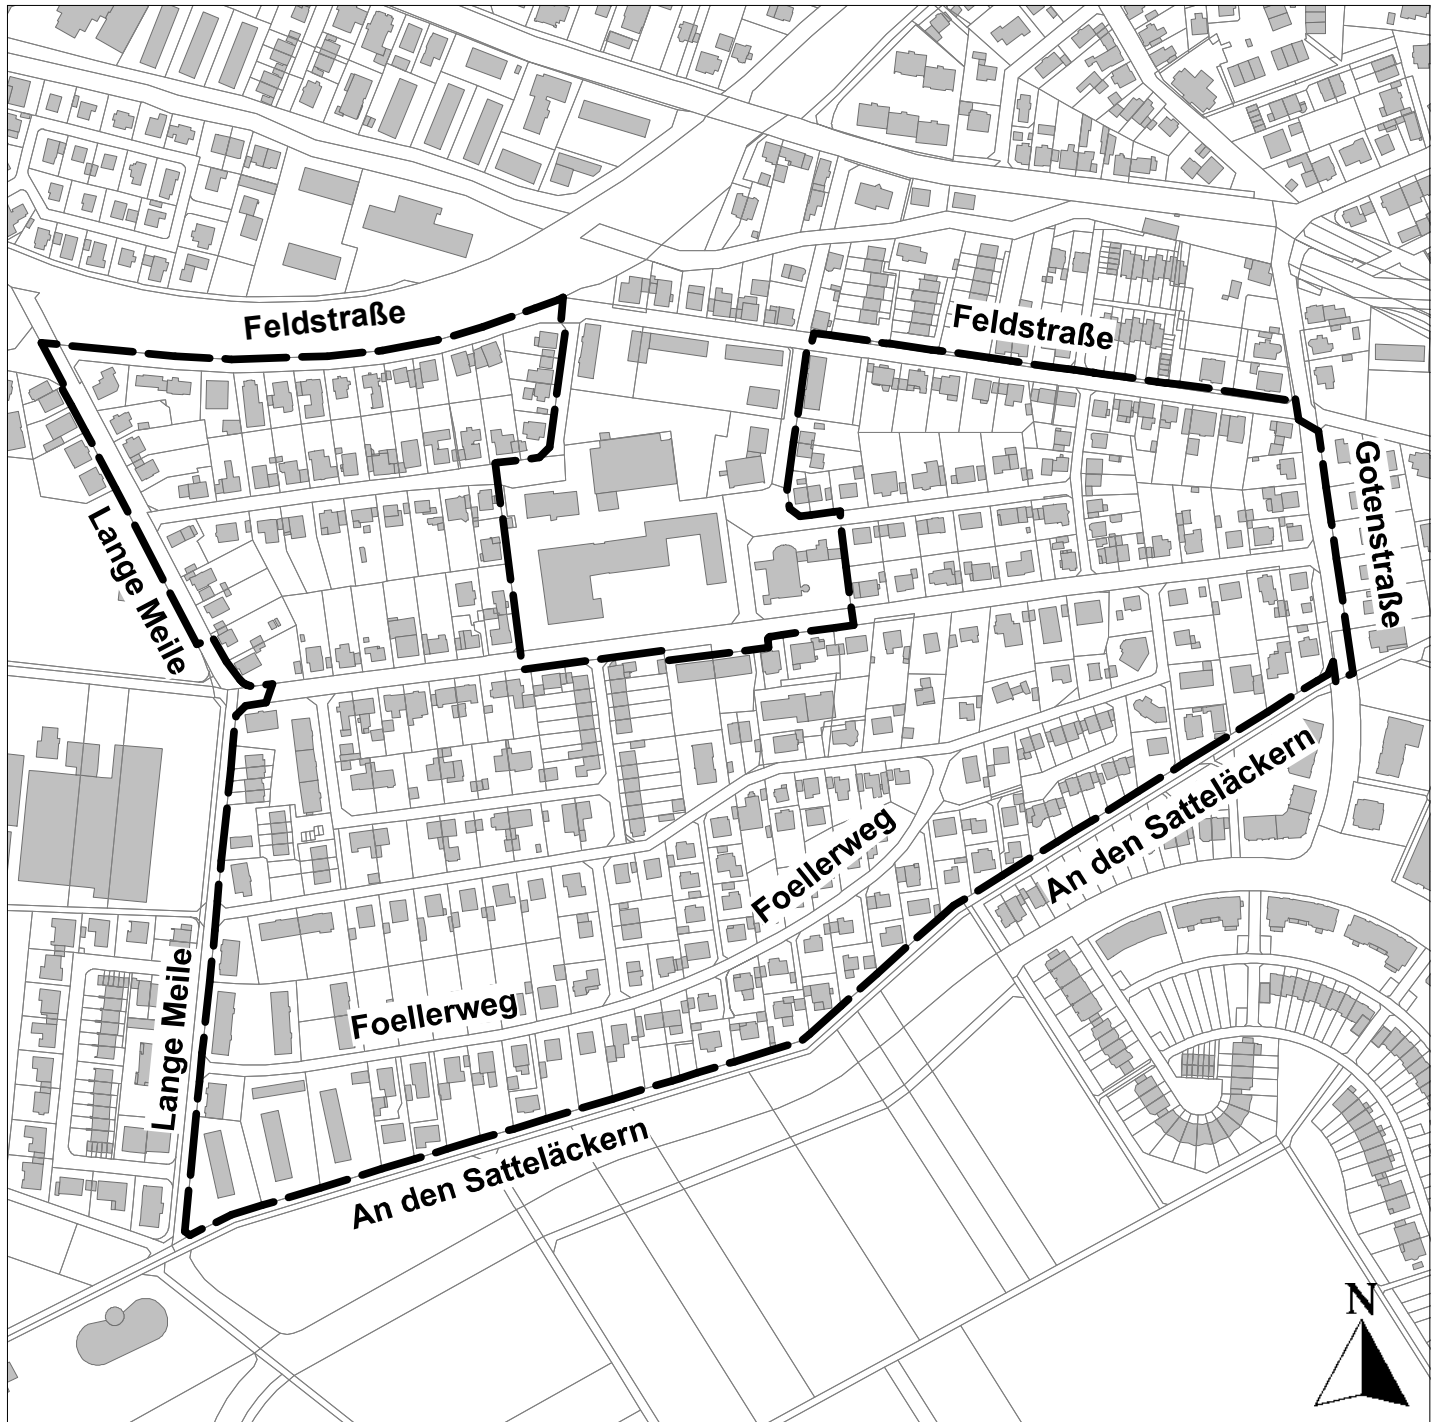 Feldstraße
Feldstraße
Gotenstraße
Lange Meile
An den Satteläckern
Foellerweg
Lange Meile
Foellerweg
An den Satteläckern
N